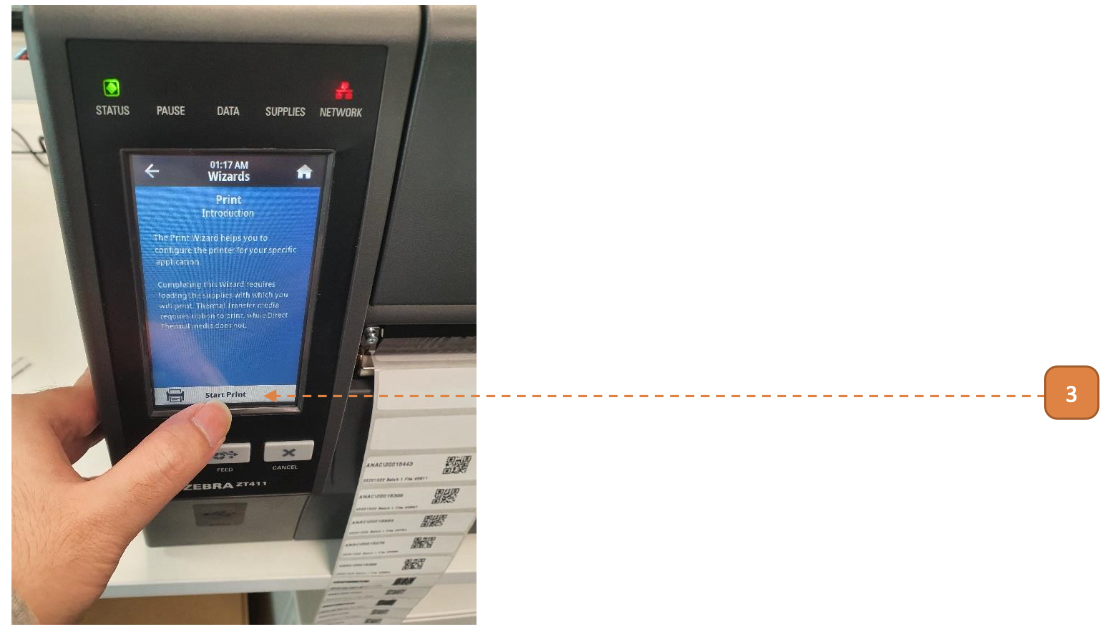 STATUS PAUSE DATA SUPPLIES NETWORK
01:17 AM
Wizards
Print
Introduction
The Print Wizard helps you to
configure the printer for your specific
application.
Completing this Wizard requires
loading the supplies with which you
will print. Thermal Transfer media
requires ribbon to print, while Direct
Thermal media does not.
Start Print
3
FEED CANCEL
ZEBRA ZT411